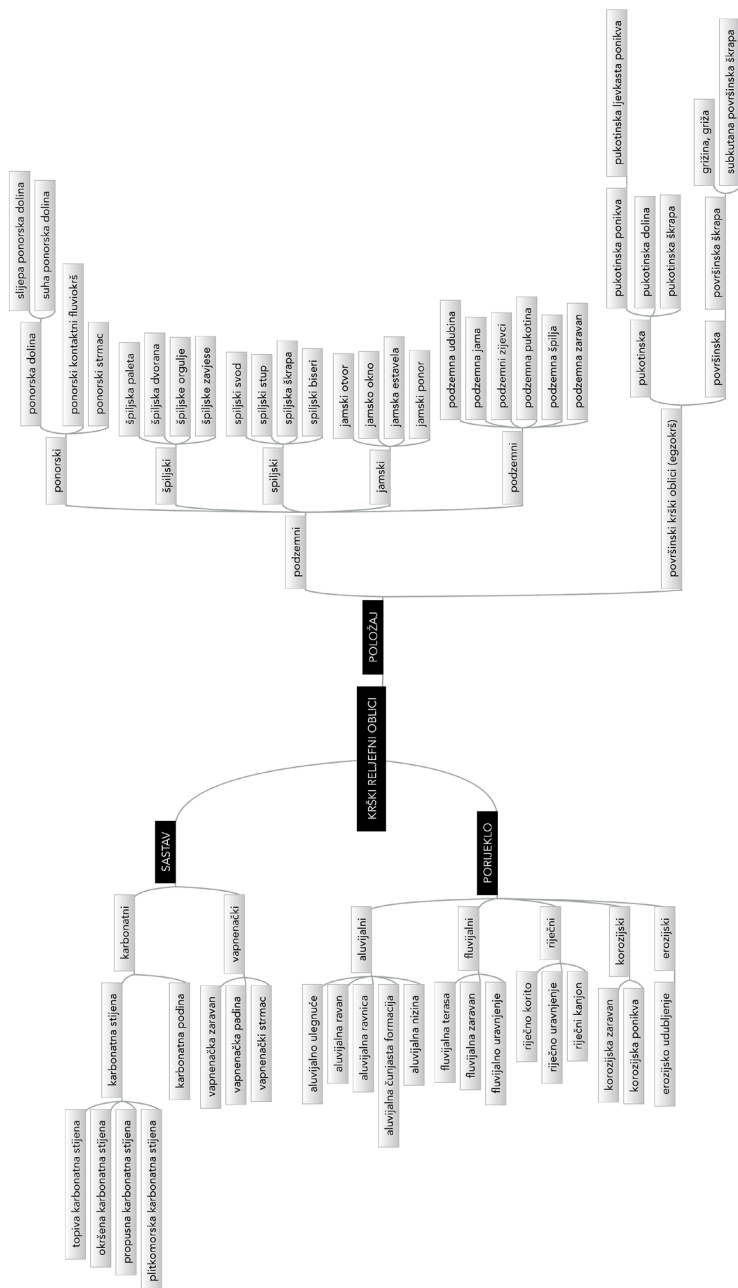 KRŠKI RELJEFNI OBLICI
SASTAV
karbonatni
karbonatna stijena
topiva karbonatna stijena
okršena karbonatna stijena
propusna karbonatna stijena
plitkomorska karbonatna stijena
karbonatna podina
vapnenački
vapnenačka zaravan
vapnenačka padina
vapnenački strmac
PORIJEKLO
aluvijalni
aluvijalno ulegnuće
aluvijalna ravan
aluvijalna ravnica
aluvijalna čunjasta formacija
aluvijalna nizina
fluvijalni
fluvijalna terasa
fluvijalna zaravan
fluvijalno uravnjenje
riječni
riječno korito
riječno uravnjenje
riječni kanjon
korozijski
korozijska zaravan
korozijska ponikva
erozijski
erozijsko udubljenje
POLOŽAJ
podzemni
ponorski
ponorska dolina
slijepa ponorska dolina
suha ponorska dolina
ponorski kontaktni fluviokrš
ponorski strmac
špiljski
špiljska paleta
špiljska dvorana
špiljske orgulje
špiljske zavjese
spiljski
spiljski svod
spiljski stup
spiljska škrapa
spiljski biseri
jamski
jamski otvor
jamsko okno
jamska estavela
jamski ponor
podzemni
podzemna udubina
podzemna jama
podzemni zijevci
podzemna pukotina
podzemna špilja
podzemna zaravan
površinski krški oblici (egzokrš)
pukotinska
pukotinska ponikva
pukotinska ljevkasta ponikva
pukotinska dolina
pukotinska škrapa
površinska
površinska škrapa
grižina, griža
subkutana površinska škrapa